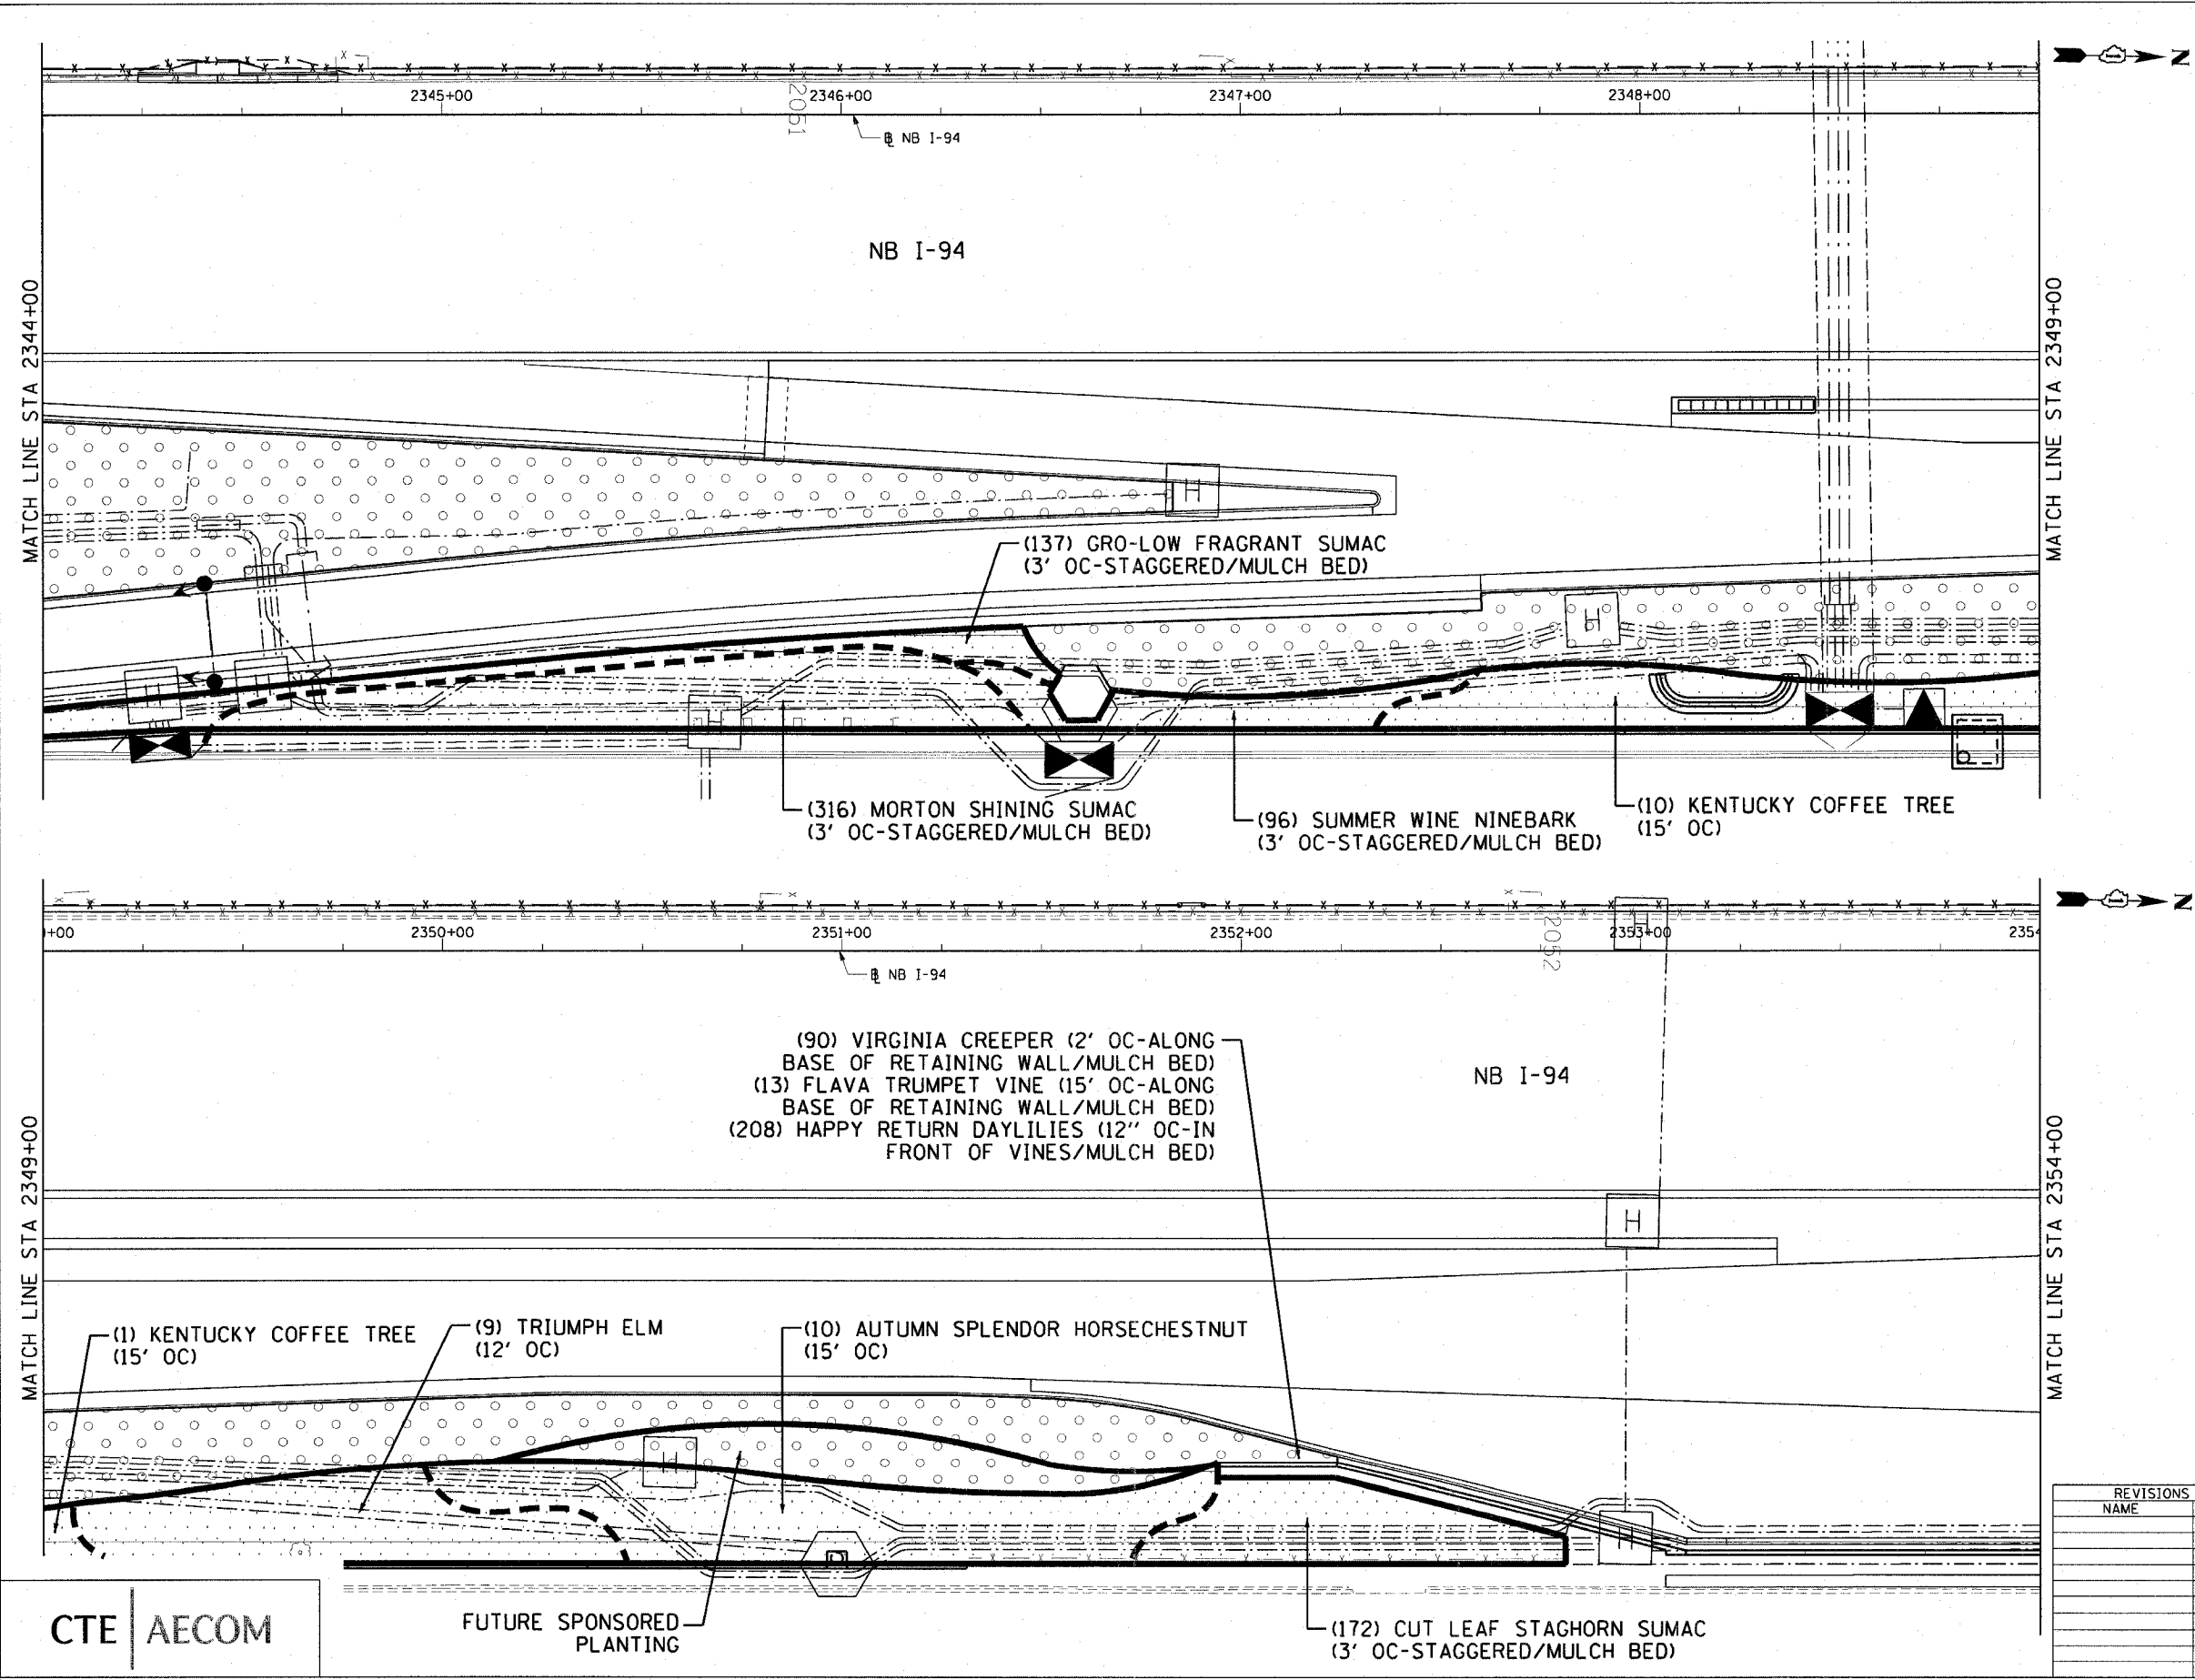 2345+00
2346+00
2347+00
2348+00
2051
℄ NB I-94
N
NB I-94
MATCH LINE STA 2344+00
MATCH LINE STA 2349+00
H
(137) GRO-LOW FRAGRANT SUMAC
(3' OC-STAGGERED/MULCH BED)
H
H
H
H
(316) MORTON SHINING SUMAC
(3' OC-STAGGERED/MULCH BED)
(96) SUMMER WINE NINEBARK
(3' OC-STAGGERED/MULCH BED)
(10) KENTUCKY COFFEE TREE
(15' OC)
+00
2350+00
2351+00
2352+00
2353+00
2354
2052
℄ NB I-94
N
NB I-94
(90) VIRGINIA CREEPER (2' OC-ALONG
BASE OF RETAINING WALL/MULCH BED)
(13) FLAVA TRUMPET VINE (15' OC-ALONG
BASE OF RETAINING WALL/MULCH BED)
(208) HAPPY RETURN DAYLILIES (12" OC-IN
FRONT OF VINES/MULCH BED)
MATCH LINE STA 2349+00
MATCH LINE STA 2354+00
H
(1) KENTUCKY COFFEE TREE
(15' OC)
(9) TRIUMPH ELM
(12' OC)
(10) AUTUMN SPLENDOR HORSECHESTNUT
(15' OC)
H
H
FUTURE SPONSORED
PLANTING
(172) CUT LEAF STAGHORN SUMAC
(3' OC-STAGGERED/MULCH BED)
CTE | AECOM
REVISIONS
NAME